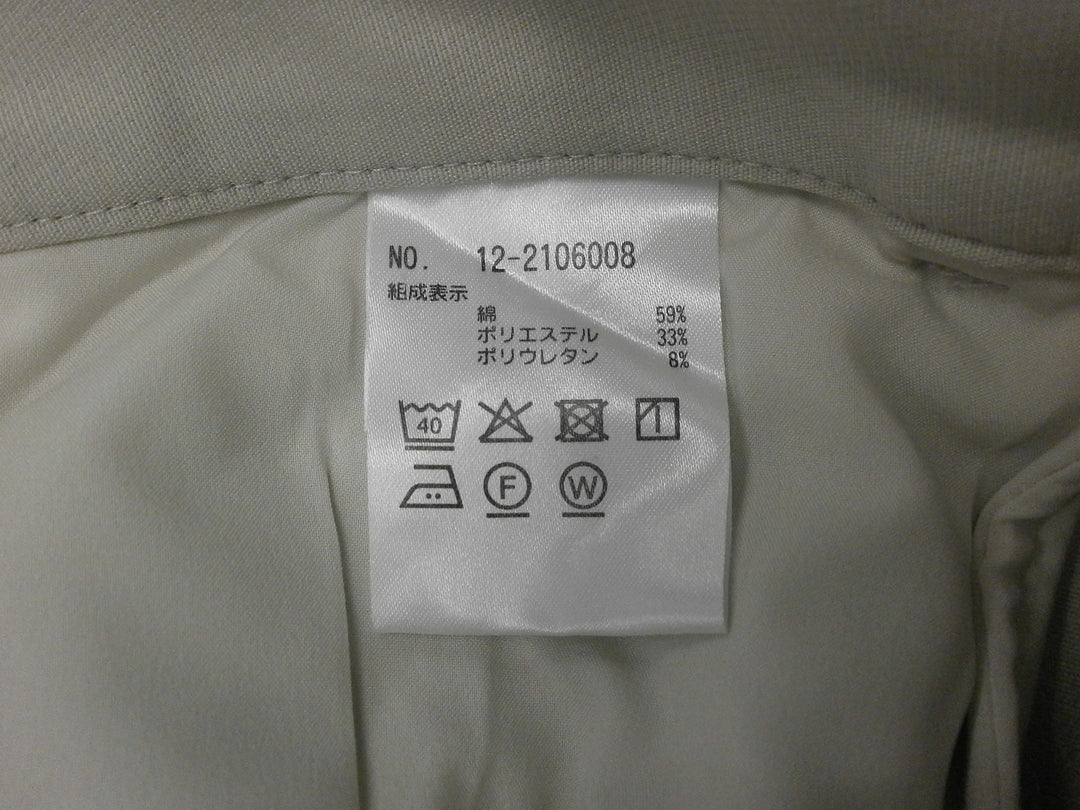 NO. 12-2106008
組成表示
綿 59%
ポリエステル 33%
ポリウレタン 8%
40
F W